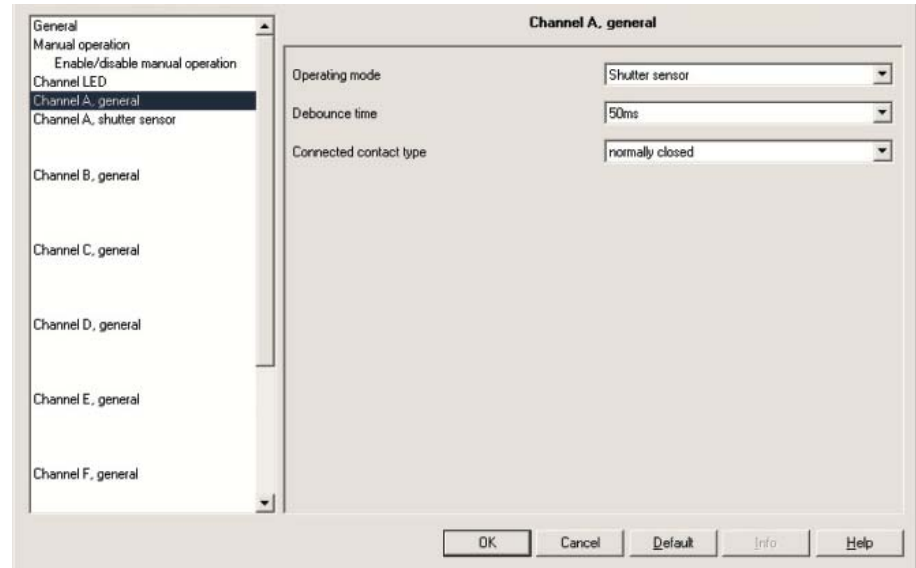 General
Manual operation
Enable/disable manual operation
Channel LED
Channel A, general
Channel A, shutter sensor
Channel B, general
Channel C, general
Channel D, general
Channel E, general
Channel F, general
Channel A, general
Operating mode Shutter sensor
Debounce time 50ms
Connected contact type normally closed
OK Cancel Default Info Help